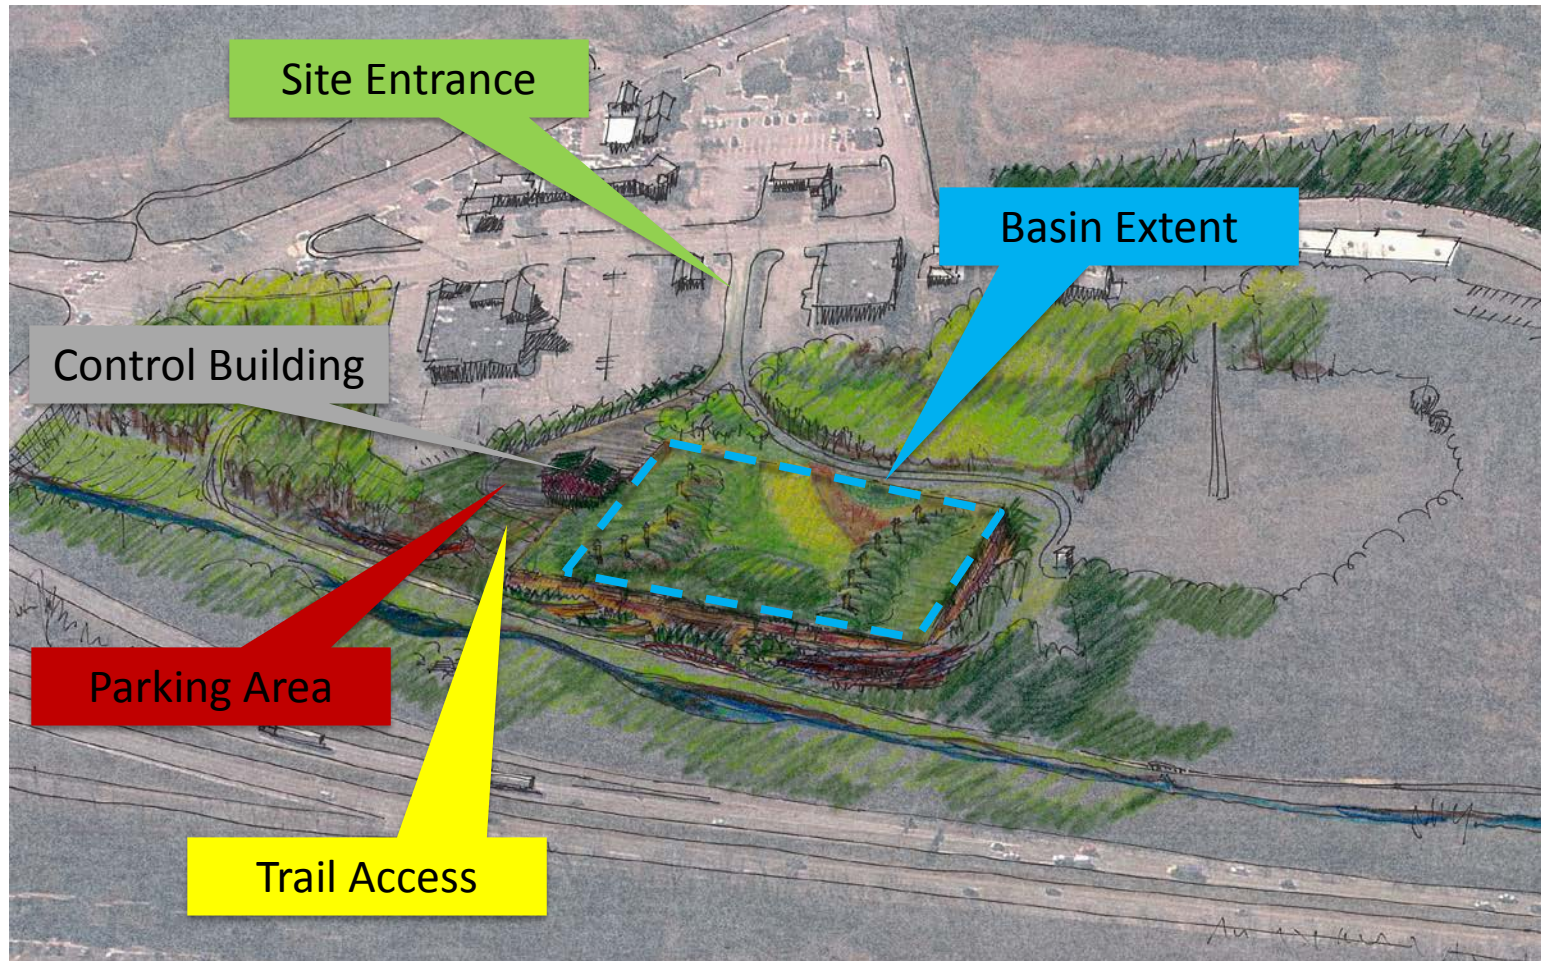 Site Entrance
Basin Extent
Control Building
Parking Area
Trail Access